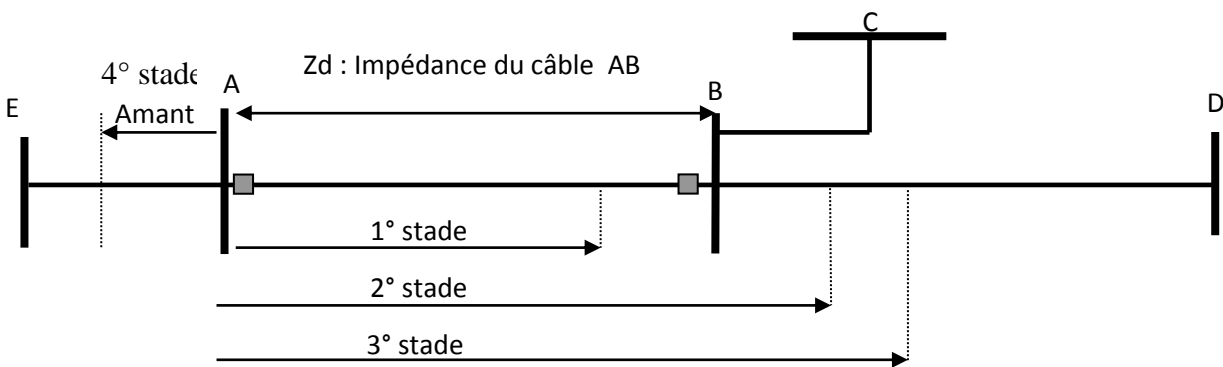 C
Zd : Impédance du câble AB
4° stade
A
B
E
Amant
D
1° stade
2° stade
3° stade